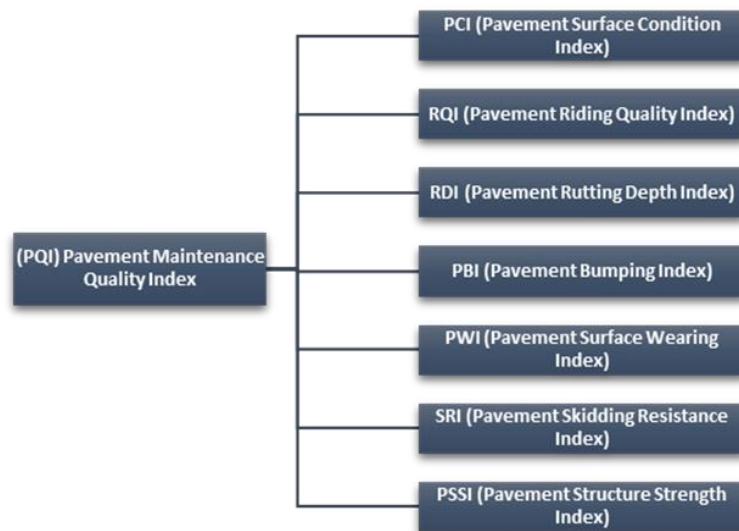 PCI (Pavement Surface Condition
Index)
RQI (Pavement Riding Quality Index)
RDI (Pavement Rutting Depth Index)
(PQI) Pavement Maintenance
Quality Index
PBI (Pavement Bumping Index)
PWI (Pavement Surface Wearing
Index)
SRI (Pavement Skidding Resistance
Index)
PSSI (Pavement Structure Strength
Index)